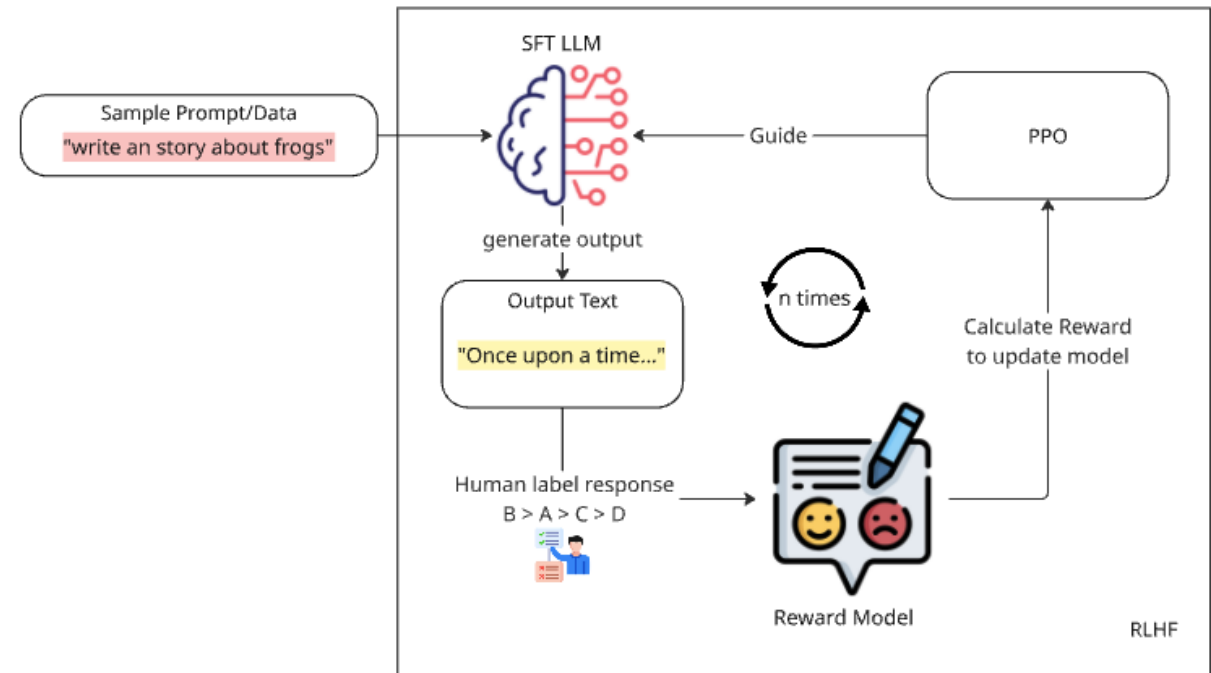 SFT LLM
Sample Prompt/Data
"write an story about frogs"
Guide
PPO
generate output
Output Text
"Once upon a time..."
n times
Calculate Reward
to update model
Human label response
B > A > C > D
Reward Model
RLHF